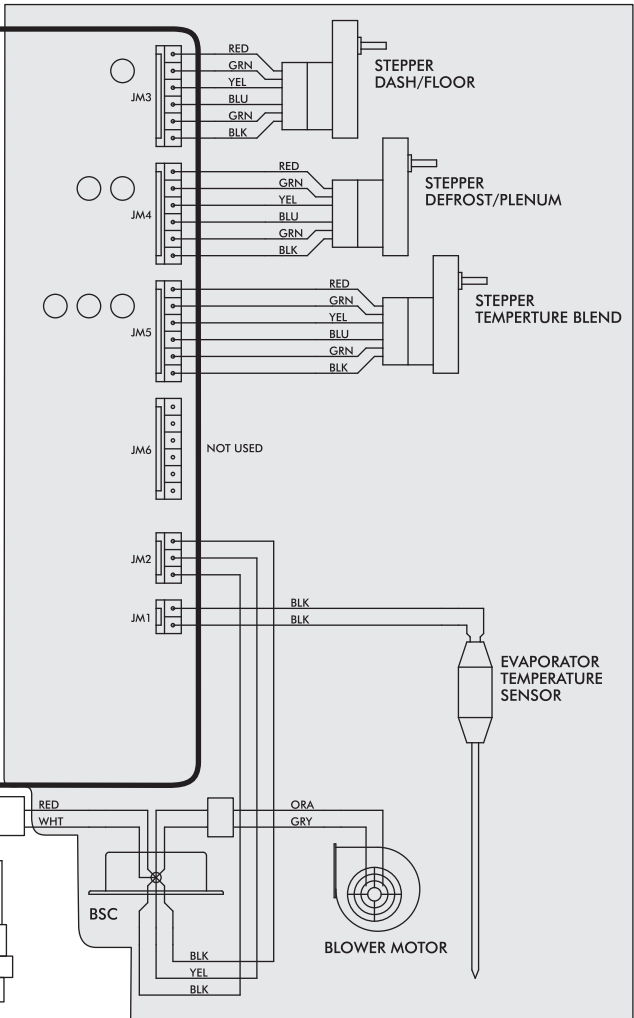 RED
GRN
YEL
BLU
GRN
BLK
JM3
STEPPER
DASH/FLOOR
RED
GRN
YEL
BLU
GRN
BLK
JM4
STEPPER
DEFROST/PLENUM
RED
GRN
YEL
BLU
GRN
BLK
JM5
STEPPER
TEMPERTURE BLEND
JM6
NOT USED
JM2
JM1
BLK
BLK
EVAPORATOR
TEMPERATURE
SENSOR
RED
WHT
ORA
GRY
BSC
BLOWER MOTOR
BLK
YEL
BLK